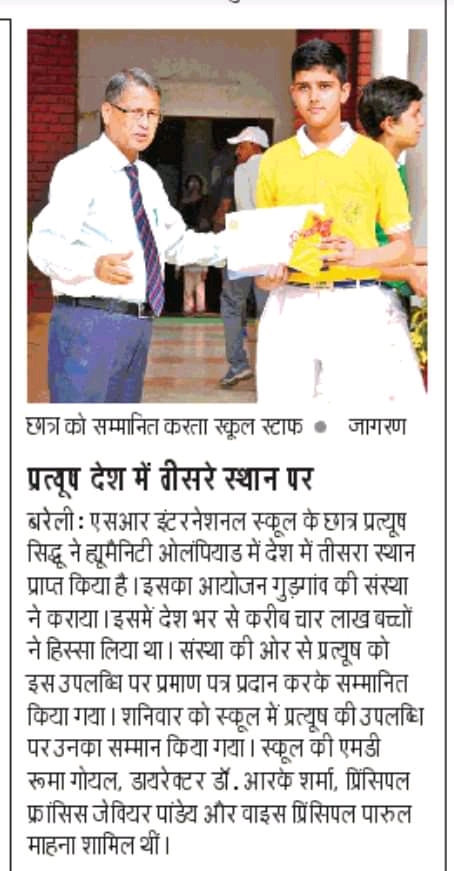 छात्र को सम्मानित करता स्कूल स्टाफ ● जागरण
प्रत्यूष देश में तीसरे स्थान पर
बरेली : एसआर इंटरनेशनल स्कूल के छात्र प्रत्यूष
सिद्धू ने ह्यूमैनिटी ओलंपियाड में देश में तीसरा स्थान
प्राप्त किया है। इसका आयोजन गुड़गांव की संस्था
ने कराया। इसमें देश भर से करीब चार लाख बच्चों
ने हिस्सा लिया था। संस्था की ओर से प्रत्यूष को
इस उपलब्धि पर प्रमाण पत्र प्रदान करके सम्मानित
किया गया। शनिवार को स्कूल में प्रत्यूष की उपलब्धि
पर उनका सम्मान किया गया। स्कूल की एमडी
रूमा गोयल, डायरेक्टर डॉ. आरके शर्मा, प्रिंसिपल
फ्रांसिस जेवियर पांडेय और वाइस प्रिंसिपल पारुल
माहना शामिल थीं।